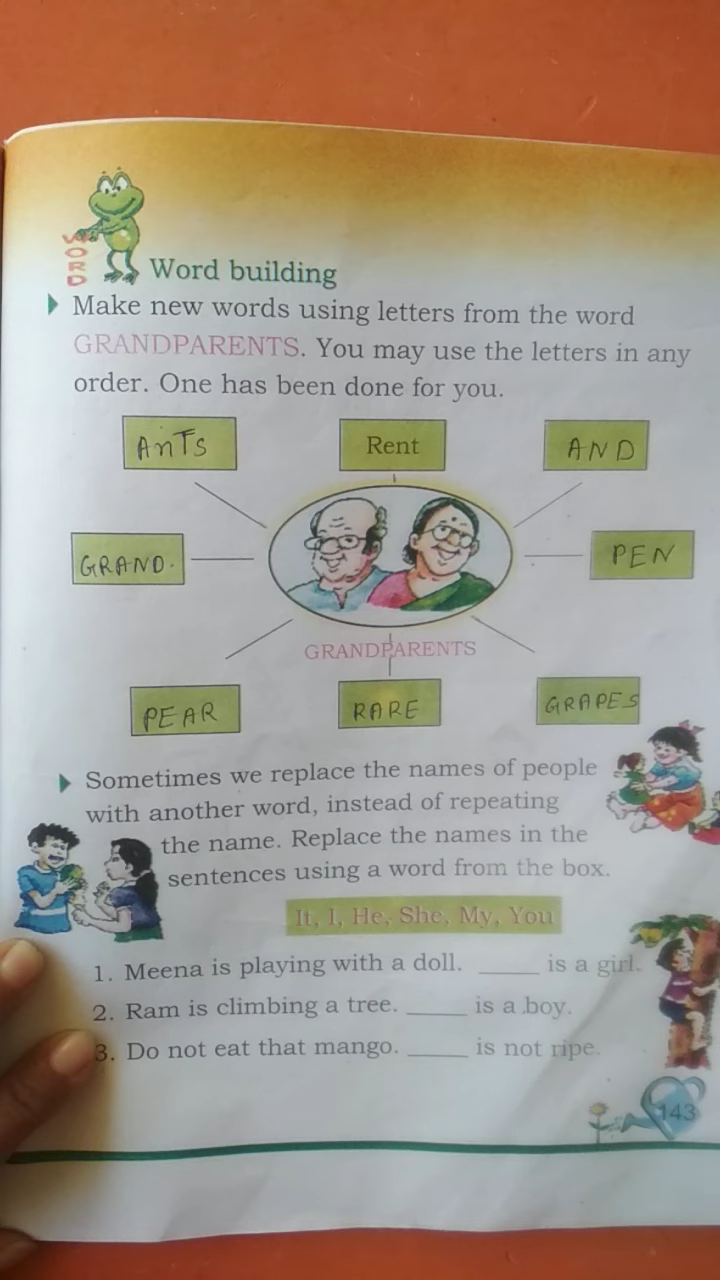 WORD
Word building
Make new words using letters from the word
GRANDPARENTS. You may use the letters in any
order. One has been done for you.
ANTS Rent AND
GRAND. PEN
GRANDPARENTS
PEAR RARE GRAPES
Sometimes we replace the names of people
with another word, instead of repeating
the name. Replace the names in the
sentences using a word from the box.
It, I, He, She, My, You
1. Meena is playing with a doll. _____ is a girl.
2. Ram is climbing a tree. _____ is a boy.
3. Do not eat that mango. _____ is not ripe.
143